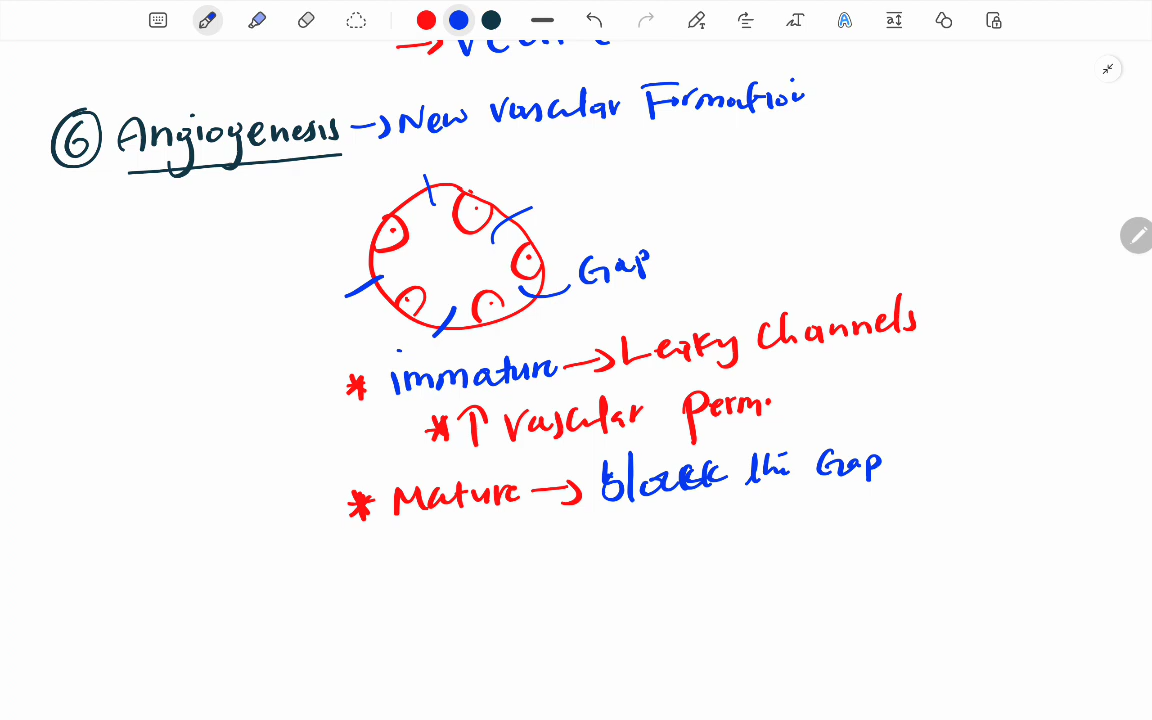 ⑥ Angiogenesis → New vascular Formation
Gap
* immature → Leaky Channels
* ↑ vascular perm.
* Mature → block the Gap